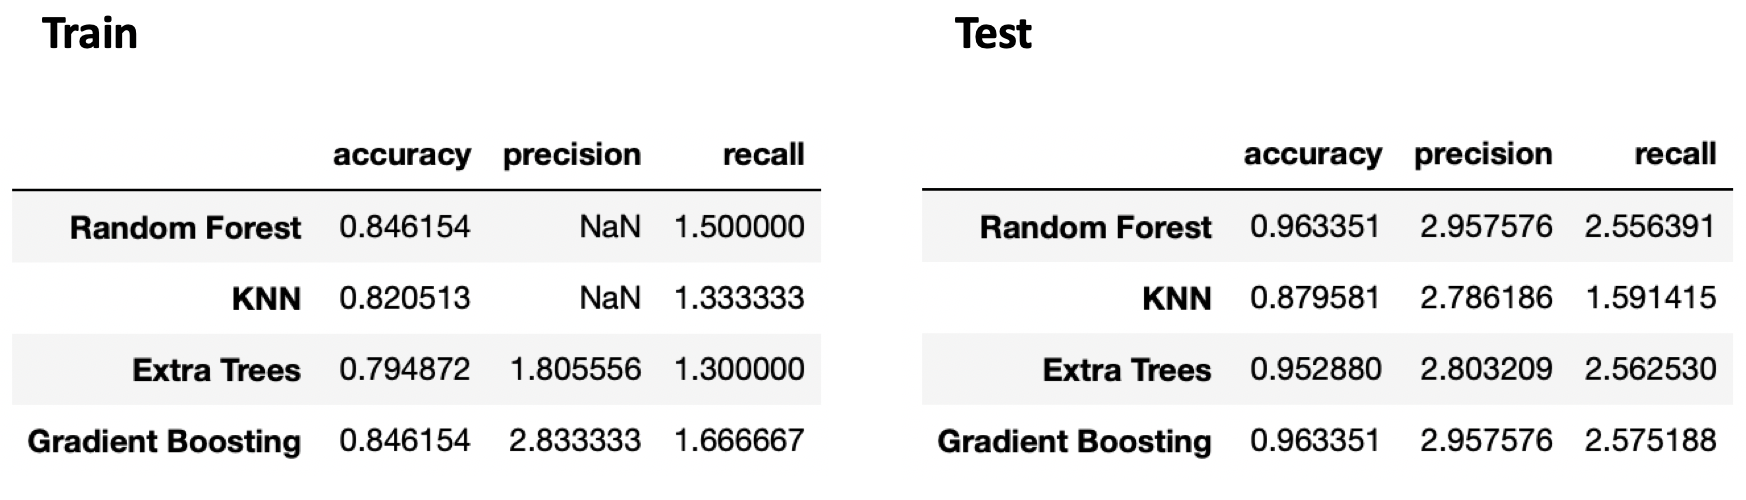 Train
accuracy precision recall
Random Forest 0.846154 NaN 1.500000
KNN 0.820513 NaN 1.333333
Extra Trees 0.794872 1.805556 1.300000
Gradient Boosting 0.846154 2.833333 1.666667
Test
accuracy precision recall
Random Forest 0.963351 2.957576 2.556391
KNN 0.879581 2.786186 1.591415
Extra Trees 0.952880 2.803209 2.562530
Gradient Boosting 0.963351 2.957576 2.575188